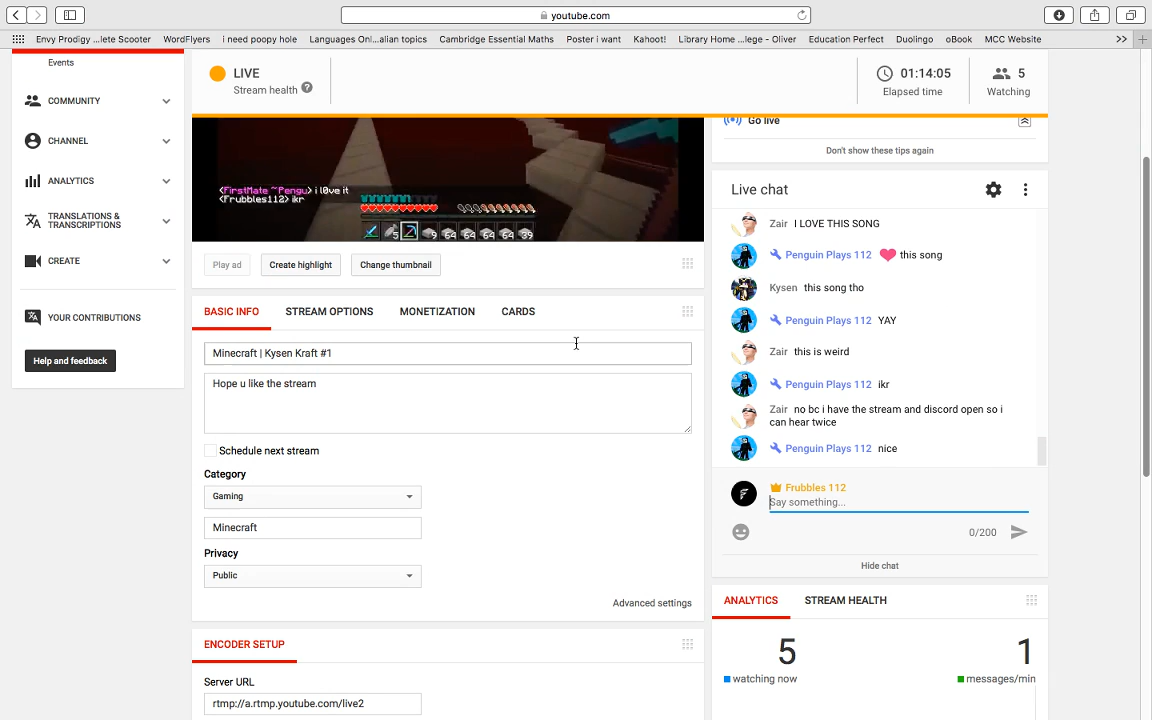 youtube.com
Envy Prodigy ...lete Scooter
WordFlyers
i need poopy hole
Languages Onl...alian topics
Cambridge Essential Maths
Poster i want
Kahoot!
Library Home ...lege - Oliver
Education Perfect
Duolingo
oBook
MCC Website
>>
+
Events
COMMUNITY
CHANNEL
ANALYTICS
TRANSLATIONS &
TRANSCRIPTIONS
CREATE
YOUR CONTRIBUTIONS
Help and feedback
LIVE
Stream health ?
01:14:05
Elapsed time
5
Watching
<FirstMate ~Pengu> i l0ve it
<Frubbles112> ikr
5
9
64
64
64
64
39
Play ad
Create highlight
Change thumbnail
BASIC INFO
STREAM OPTIONS
MONETIZATION
CARDS
Minecraft | Kysen Kraft #1
Hope u like the stream
Schedule next stream
Category
Gaming
Minecraft
Privacy
Public
Advanced settings
ENCODER SETUP
Server URL
rtmp://a.rtmp.youtube.com/live2
Go live
Don't show these tips again
Live chat
Zair I LOVE THIS SONG
Penguin Plays 112 ❤ this song
Kysen this song tho
Penguin Plays 112 YAY
Zair this is weird
Penguin Plays 112 ikr
Zair no bc i have the stream and discord open so i
can hear twice
Penguin Plays 112 nice
Frubbles 112
Say something...
0/200
Hide chat
ANALYTICS
STREAM HEALTH
5
watching now
1
messages/min